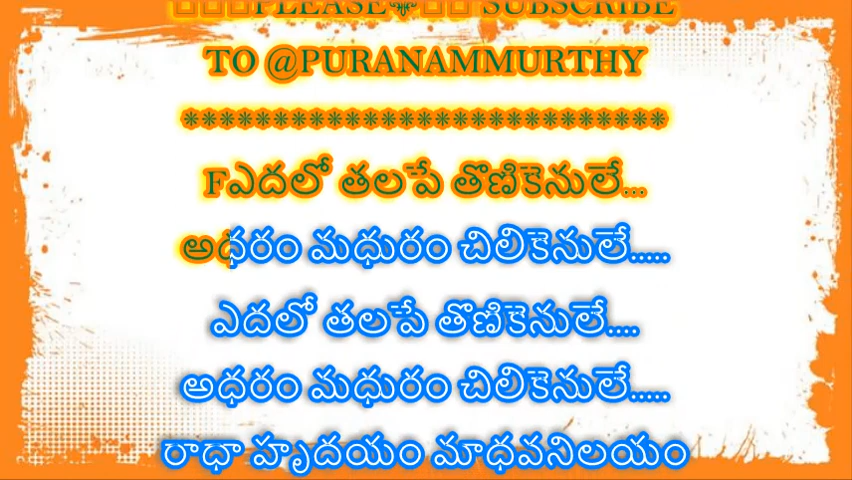 PLEASE SUBSCRIBE
TO @PURANAMMURTHY
***************************
Fఎదలో తలపే తొణికెనులే...
అధరం మధురం చిలికెనులే.....
ఎదలో తలపే తొణికెనులే....
అధరం మధురం చిలికెనులే.....
రాధా హృదయం మాధవనిలయం